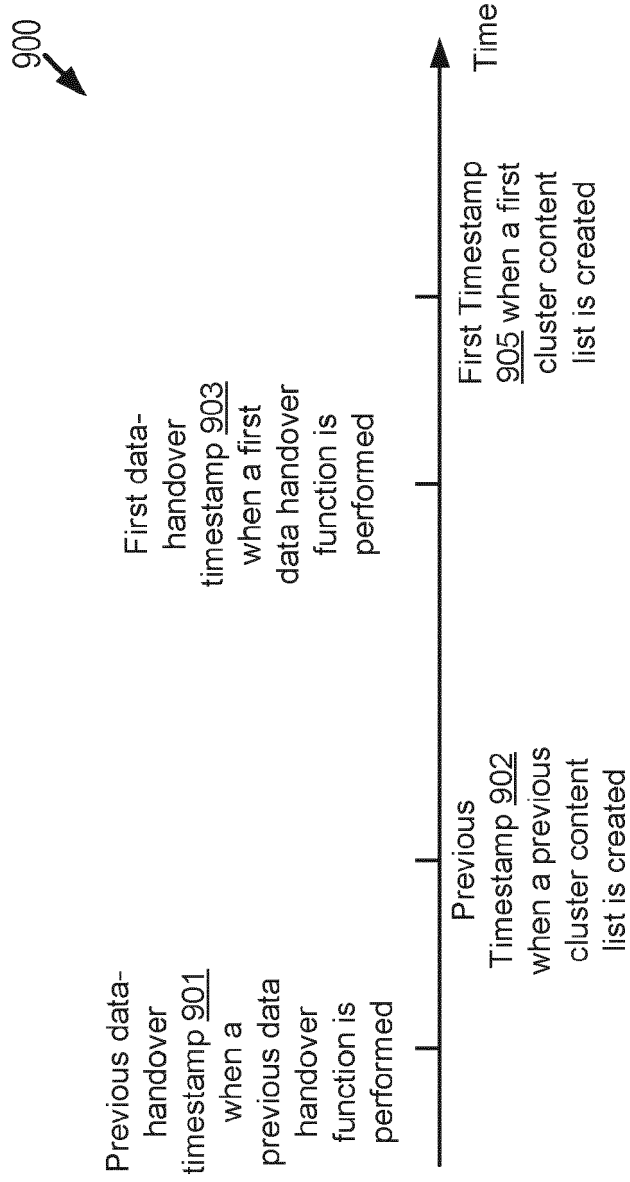 900
Previous data-
handover
timestamp 901
when a
previous data
handover
function is
performed
First data-
handover
timestamp 903
when a first
data handover
function is
performed
Time
Previous
Timestamp 902
when a previous
cluster content
list is created
First Timestamp
905 when a first
cluster content
list is created